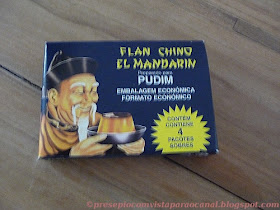 FLAN CHINO
EL MANDARIN
Preparado para
PUDIM
EMBALAGEM ECONÓMICA
FORMATO ECONÓMICO
CONTÉM
CONTIENE
4
PACOTES
SOBRES
©presepiocomvistaparaocanal.blogspot.com